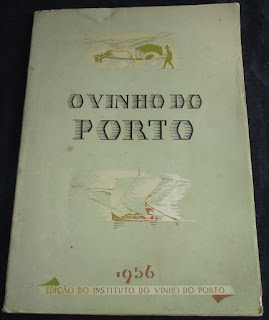 O VINHO DO
PORTO
1956
EDIÇÃO DO INSTITUTO DO VINHO DO PORTO